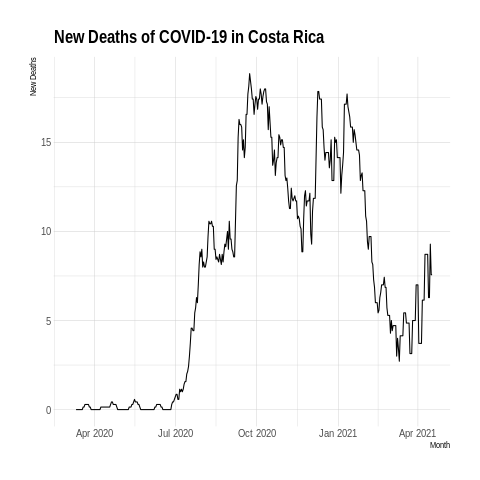 New Deaths of COVID-19 in Costa Rica
New Deaths
15
10
5
0
Apr 2020 Jul 2020 Oct 2020 Jan 2021 Apr 2021
Month